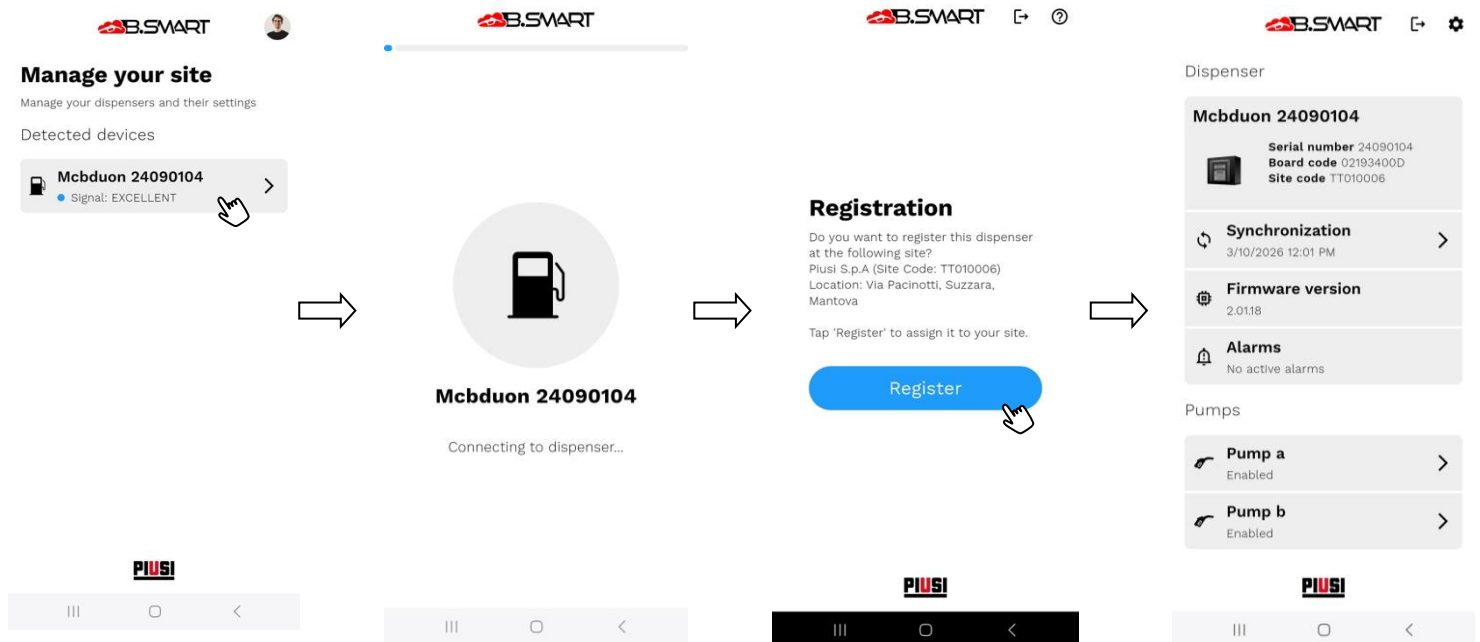 B.SMART
Manage your site
Manage your dispensers and their settings
Detected devices
Mcbduon 24090104
Signal: EXCELLENT
PIUSI
B.SMART
Mcbduon 24090104
Connecting to dispenser...
B.SMART
Registration
Do you want to register this dispenser
at the following site?
Piusi S.p.A (Site Code: TT010006)
Location: Via Pacinotti, Suzzara,
Mantova
Tap 'Register' to assign it to your site.
Register
PIUSI
B.SMART
Dispenser
Mcbduon 24090104
Serial number 24090104
Board code 02193400D
Site code TT010006
Synchronization
3/10/2026 12:01 PM
Firmware version
2.01.18
Alarms
No active alarms
Pumps
Pump a
Enabled
Pump b
Enabled
PIUSI